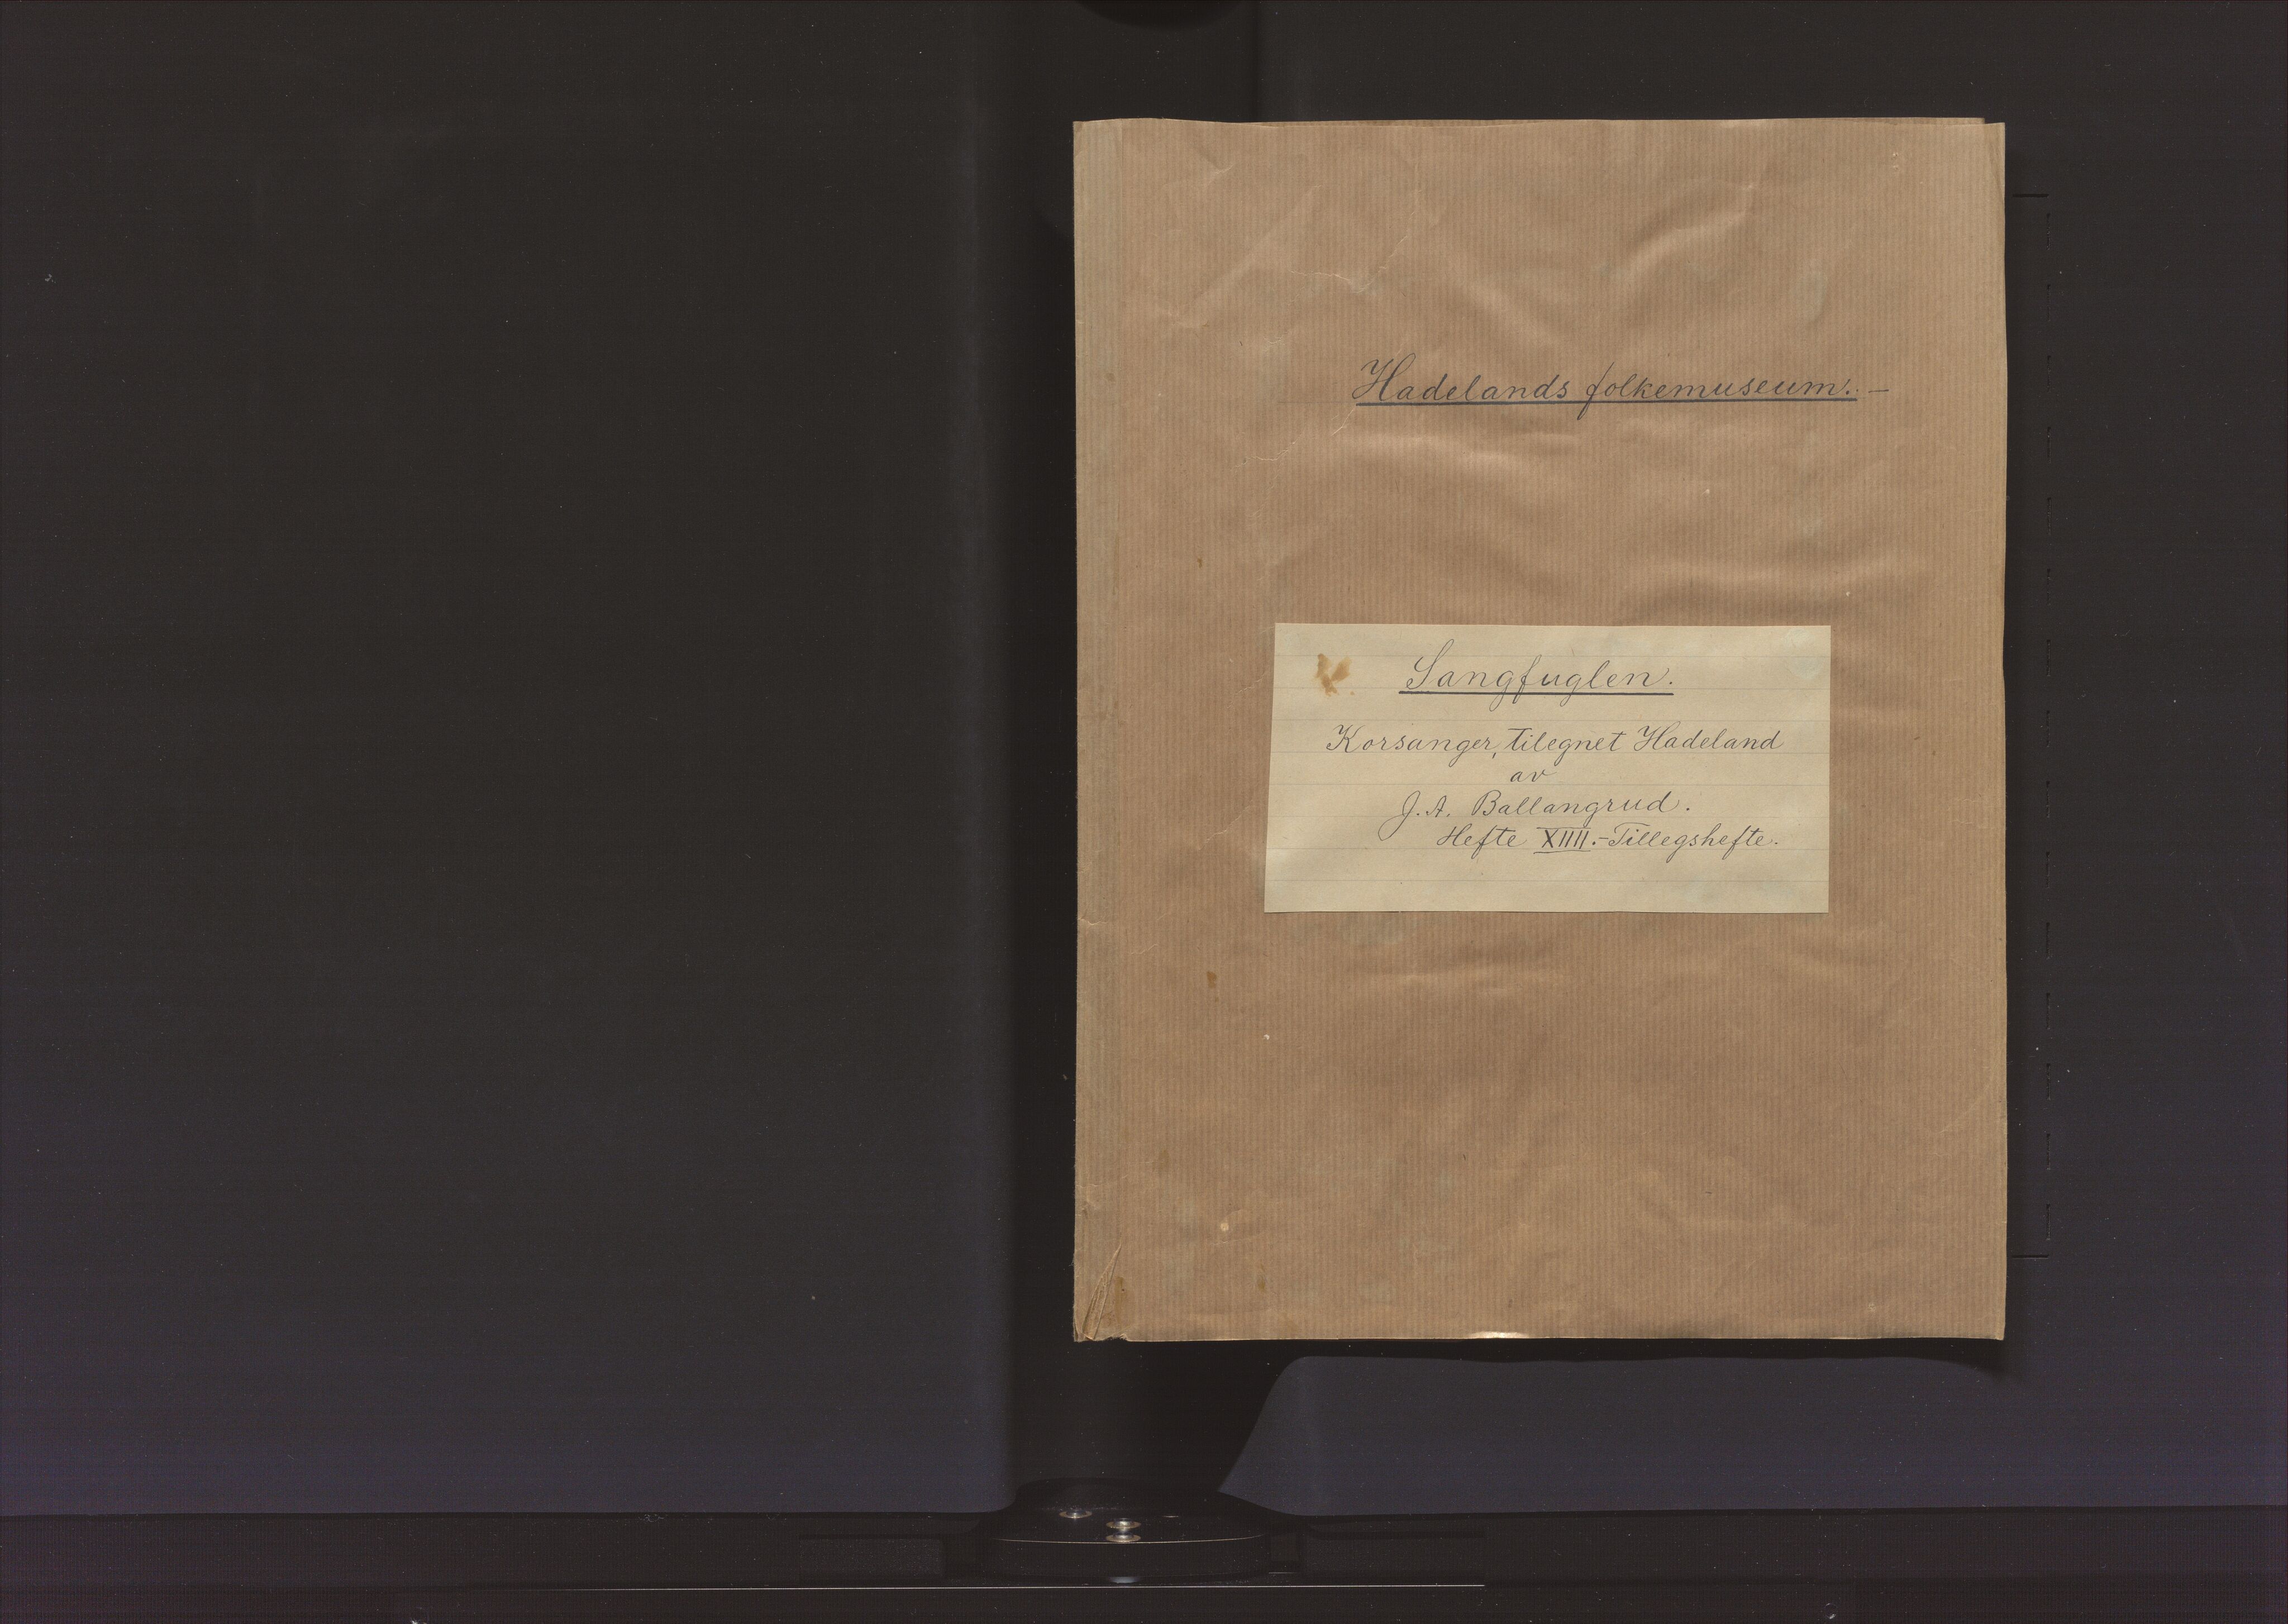 Hadelands folkemuseum. —
Sangfuglen.
Korsanger, tilegnet Hadeland
av
J. A. Ballangrud.
Hefte XIIII. - Tillegshefte.